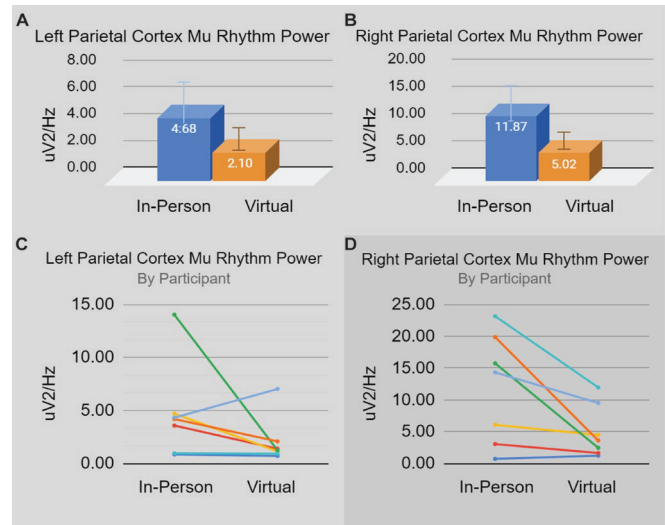 A
Left Parietal Cortex Mu Rhythm Power
8.00
6.00
4.00
2.00
0.00
uV2/Hz
4.68
2.10
In-Person Virtual
B
Right Parietal Cortex Mu Rhythm Power
20.00
15.00
10.00
5.00
0.00
uV2/Hz
11.87
5.02
In-Person Virtual
C
Left Parietal Cortex Mu Rhythm Power
By Participant
15.00
10.00
5.00
0.00
uV2/Hz
In-Person Virtual
D
Right Parietal Cortex Mu Rhythm Power
By Participant
25.00
20.00
15.00
10.00
5.00
0.00
uV2/Hz
In-Person Virtual